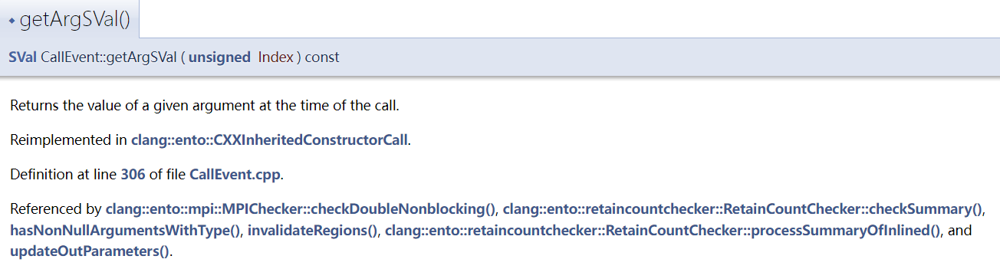 ◆ getArgSVal()
SVal CallEvent::getArgSVal ( unsigned Index ) const
Returns the value of a given argument at the time of the call.
Reimplemented in clang::ento::CXXInheritedConstructorCall.
Definition at line 306 of file CallEvent.cpp.
Referenced by clang::ento::mpi::MPIChecker::checkDoubleNonblocking(), clang::ento::retaincountchecker::RetainCountChecker::checkSummary(),
hasNonNullArgumentsWithType(), invalidateRegions(), clang::ento::retaincountchecker::RetainCountChecker::processSummaryOfInlined(), and
updateOutParameters().